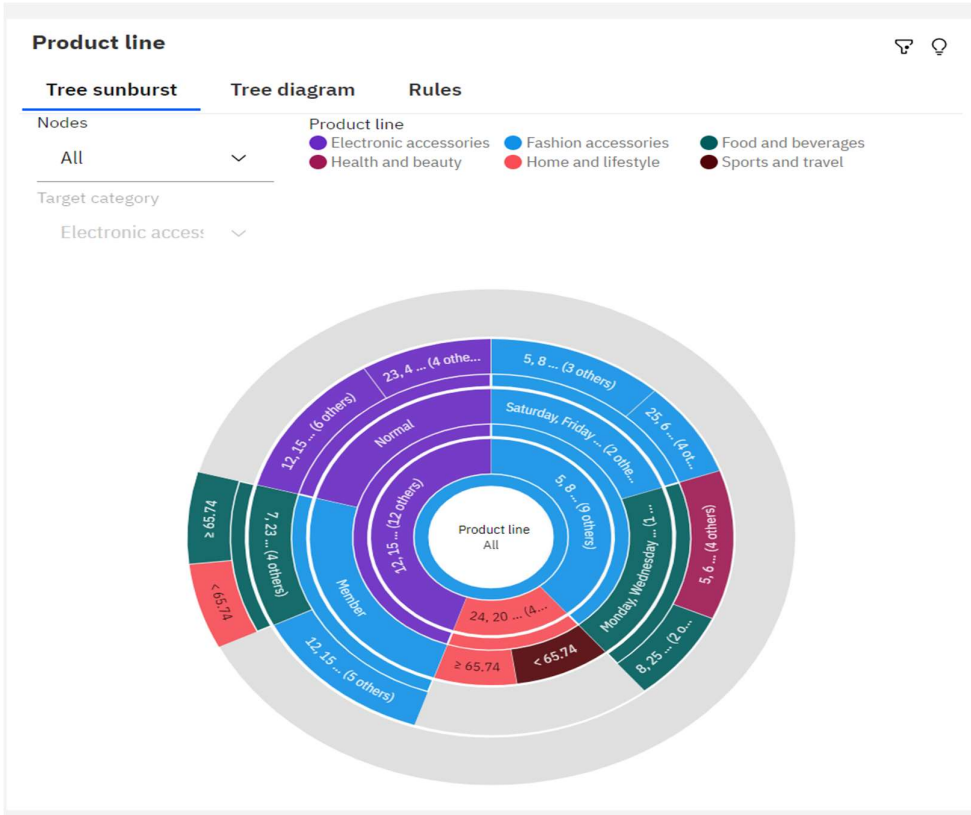 Product line
Tree sunburst Tree diagram Rules
Nodes
All
Target category
Electronic access
Product line
Electronic accessories Fashion accessories Food and beverages
Health and beauty Home and lifestyle Sports and travel
23, 4 ... (4 othe...
5, 8 ... (3 others)
12, 15 ... (6 others)
25, 6 ... (4 ot...
Normal
Saturday, Friday ... (2 othe...
12, 15 ... (12 others)
5, 8 ... (9 others)
Product line
All
≥ 65.74
7, 23 ... (4 others)
Member
< 65.74
12, 15 ... (5 others)
24, 20 ... (4...
≥ 65.74
< 65.74
Monday, Wednesday ... (1 ...
5, 6 ... (4 others)
8, 25 ... (2 o...